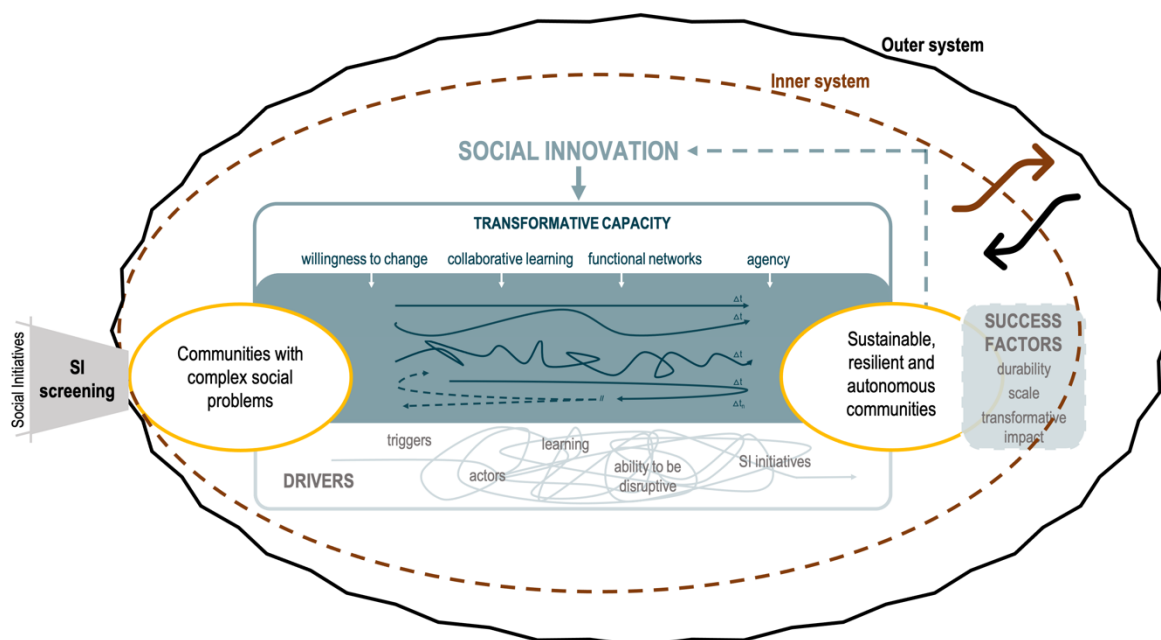 Outer system
Inner system
SOCIAL INNOVATION
TRANSFORMATIVE CAPACITY
willingness to change
collaborative learning
functional networks
agency
Δt
Δt
Δt
Δt
Δtn
//
Social Initiatives
SI
screening
Communities with
complex social
problems
Sustainable,
resilient and
autonomous
communities
SUCCESS
FACTORS
durability
scale
transformative
impact
DRIVERS
triggers
actors
learning
ability to be
disruptive
SI initiatives